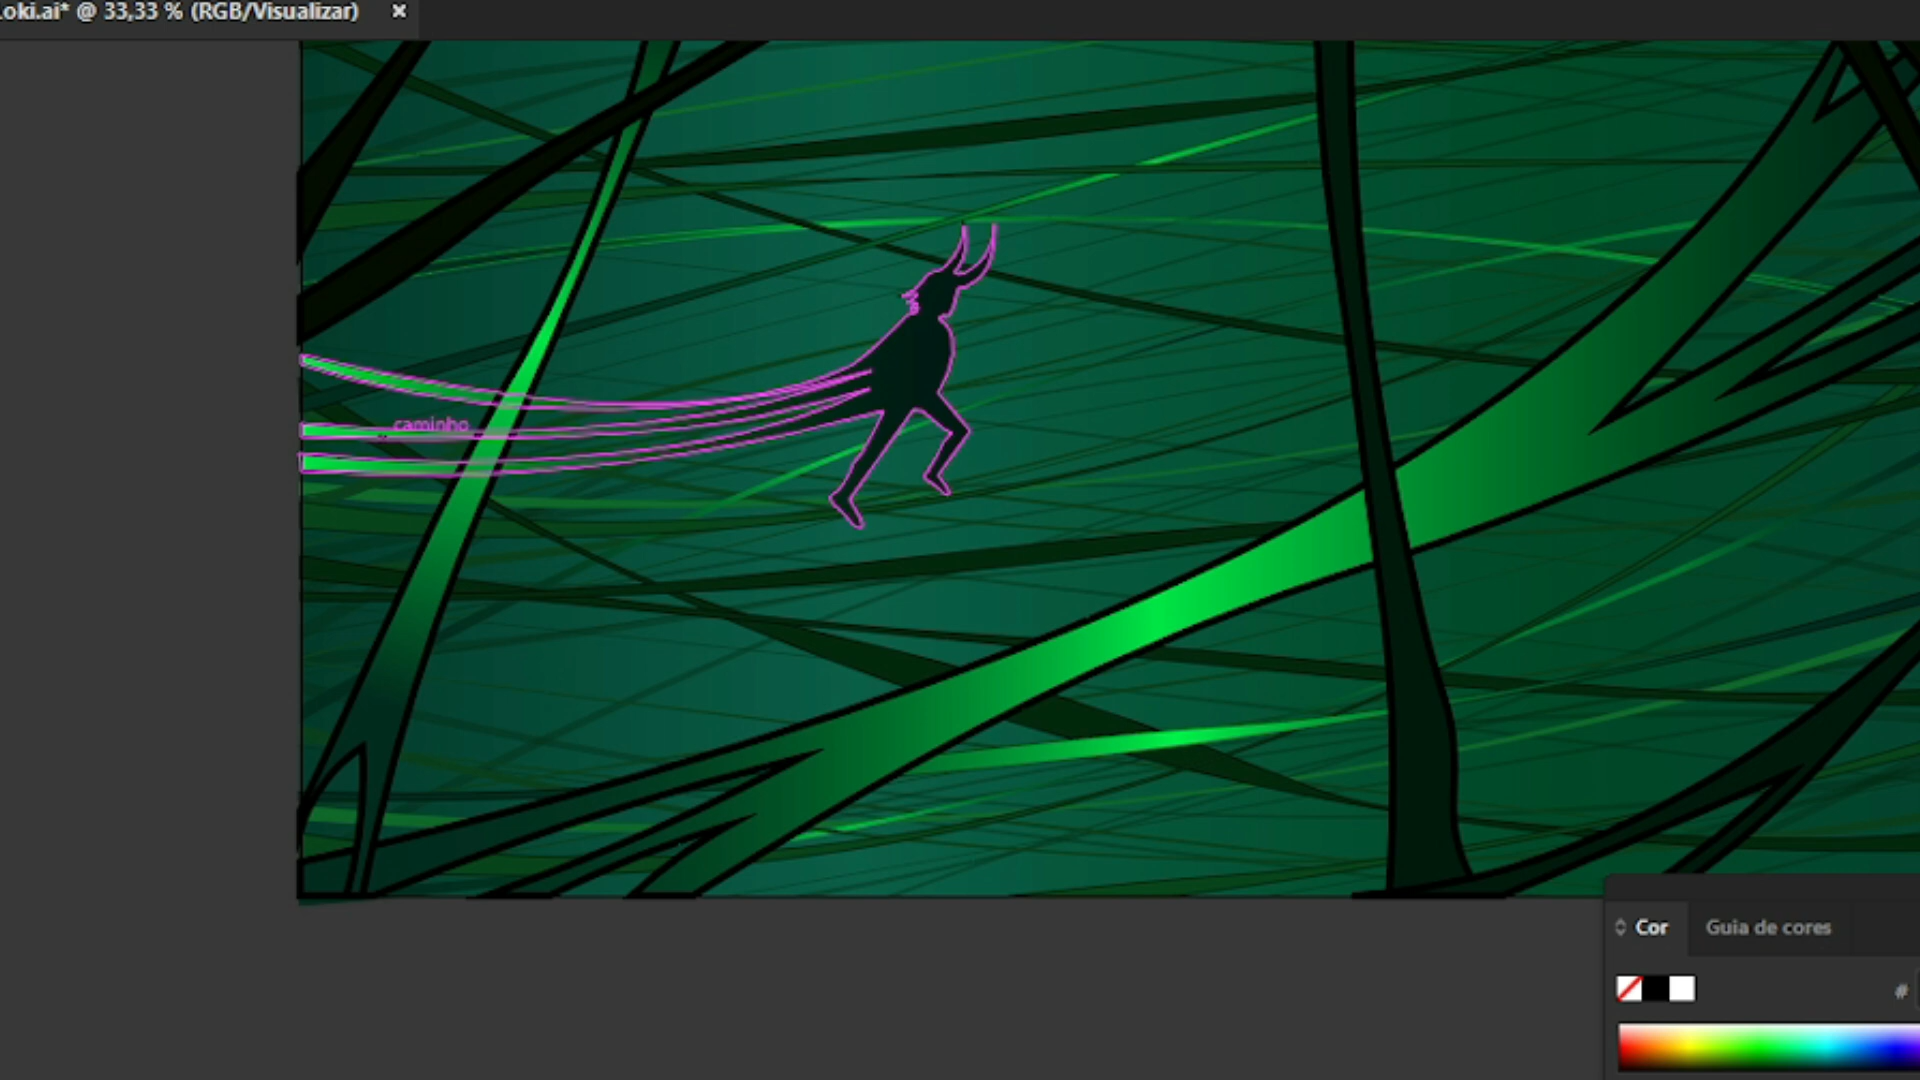 oki.ai* @ 33,33 % (RGB/Visualizar) ×
caminho
Cor Guia de cores
#